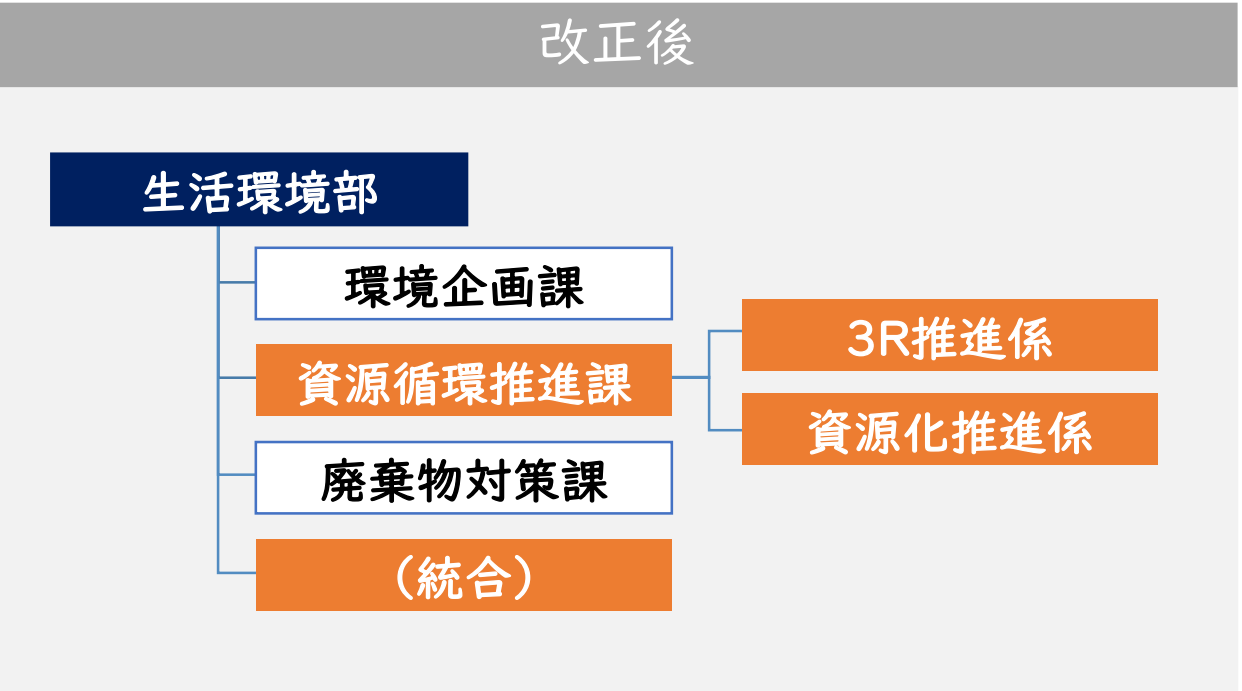 改正後
生活環境部
環境企画課
資源循環推進課
3R推進係
資源化推進係
廃棄物対策課
（統合）